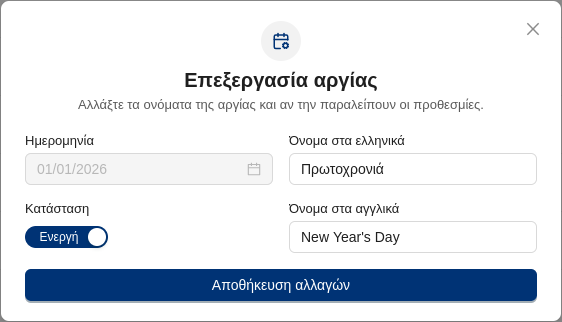 Επεξεργασία αργίας
Αλλάξτε τα ονόματα της αργίας και αν την παραλείπουν οι προθεσμίες.
Ημερομηνία
Όνομα στα ελληνικά
01/01/2026
Πρωτοχρονιά
Κατάσταση
Όνομα στα αγγλικά
Ενεργή
New Year's Day
Αποθήκευση αλλαγών